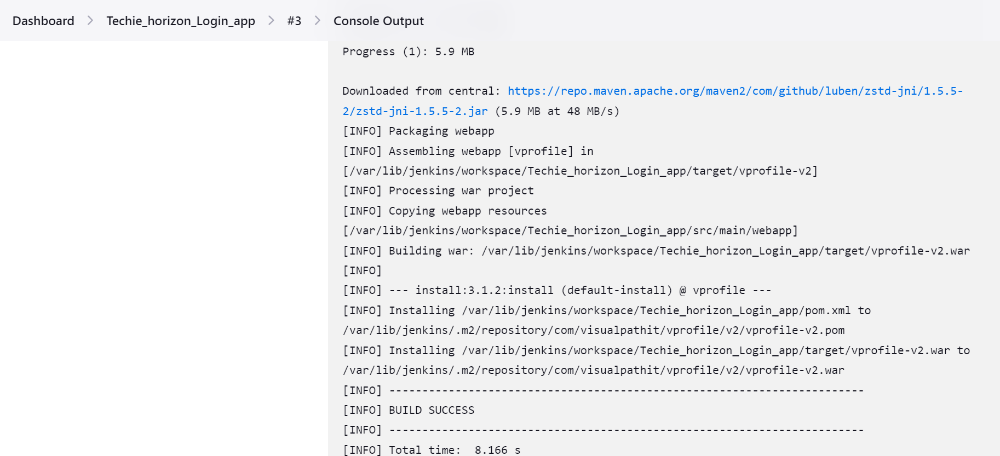 Dashboard > Techie_horizon_Login_app > #3 > Console Output
Progress (1): 5.9 MB
Downloaded from central: https://repo.maven.apache.org/maven2/com/github/luben/zstd-jni/1.5.5-
2/zstd-jni-1.5.5-2.jar (5.9 MB at 48 MB/s)
[INFO] Packaging webapp
[INFO] Assembling webapp [vprofile] in
[/var/lib/jenkins/workspace/Techie_horizon_Login_app/target/vprofile-v2]
[INFO] Processing war project
[INFO] Copying webapp resources
[/var/lib/jenkins/workspace/Techie_horizon_Login_app/src/main/webapp]
[INFO] Building war: /var/lib/jenkins/workspace/Techie_horizon_Login_app/target/vprofile-v2.war
[INFO]
[INFO] --- install:3.1.2:install (default-install) @ vprofile ---
[INFO] Installing /var/lib/jenkins/workspace/Techie_horizon_Login_app/pom.xml to
/var/lib/jenkins/.m2/repository/com/visualpathit/vprofile/v2/vprofile-v2.pom
[INFO] Installing /var/lib/jenkins/workspace/Techie_horizon_Login_app/target/vprofile-v2.war to
/var/lib/jenkins/.m2/repository/com/visualpathit/vprofile/v2/vprofile-v2.war
[INFO] ------------------------------------------------------------------------
[INFO] BUILD SUCCESS
[INFO] ------------------------------------------------------------------------
[INFO] Total time:  8.166 s